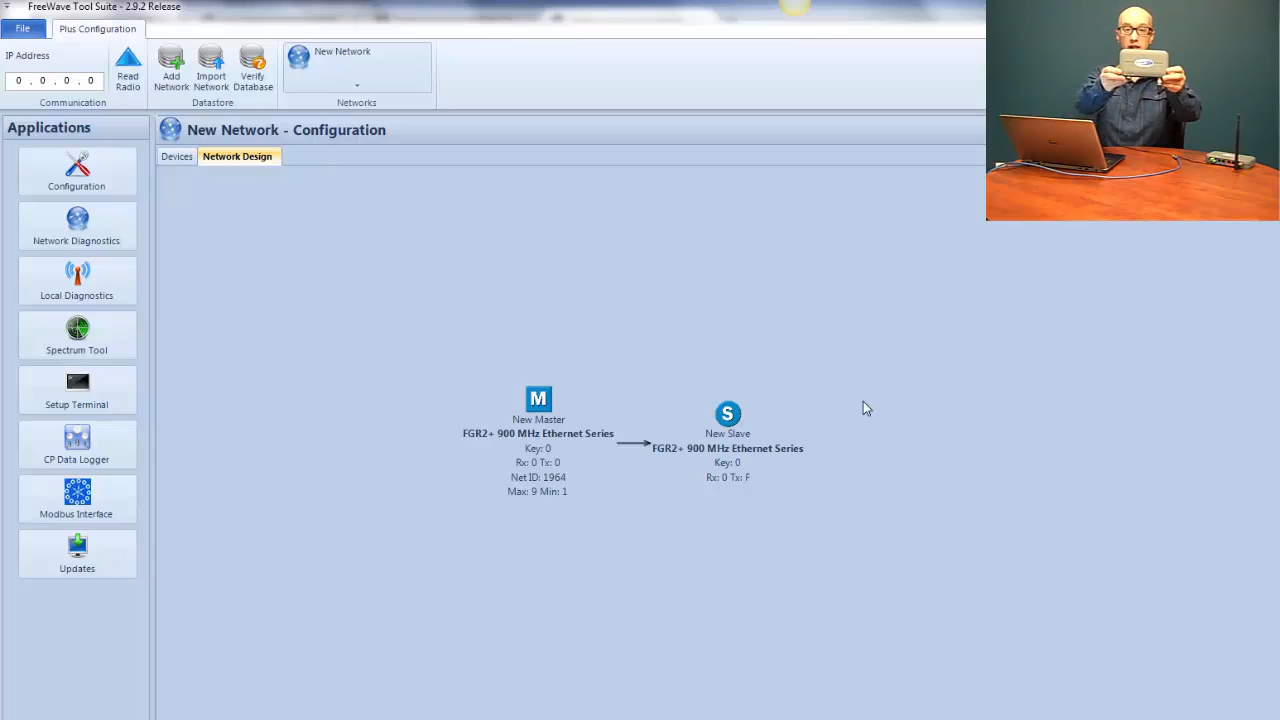 FreeWave Tool Suite - 2.9.2 Release
File
Plus Configuration
IP Address
0 . 0 . 0 . 0
Communication
Read Radio
Add Network
Import Network
Verify Database
Datastore
New Network
Networks
Applications
Configuration
Network Diagnostics
Local Diagnostics
Spectrum Tool
Setup Terminal
CP Data Logger
Modbus Interface
Updates
New Network - Configuration
Devices
Network Design
M
New Master
FGR2+ 900 MHz Ethernet Series
Key: 0
Rx: 0 Tx: 0
Net ID: 1964
Max: 9 Min: 1
S
New Slave
FGR2+ 900 MHz Ethernet Series
Key: 0
Rx: 0 Tx: F